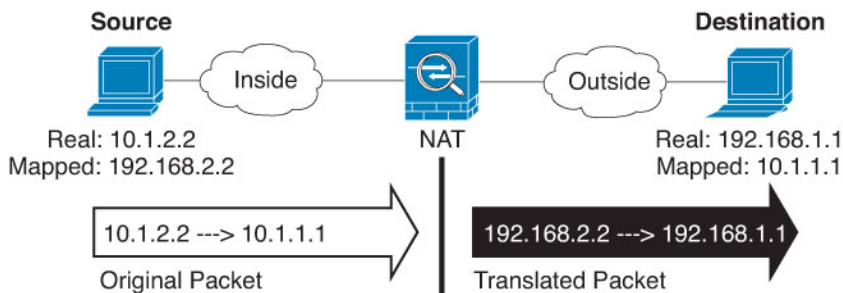 Source
Destination
Inside
Outside
Real: 10.1.2.2
Mapped: 192.168.2.2
NAT
Real: 192.168.1.1
Mapped: 10.1.1.1
10.1.2.2 ---> 10.1.1.1
192.168.2.2 ---> 192.168.1.1
Original Packet
Translated Packet